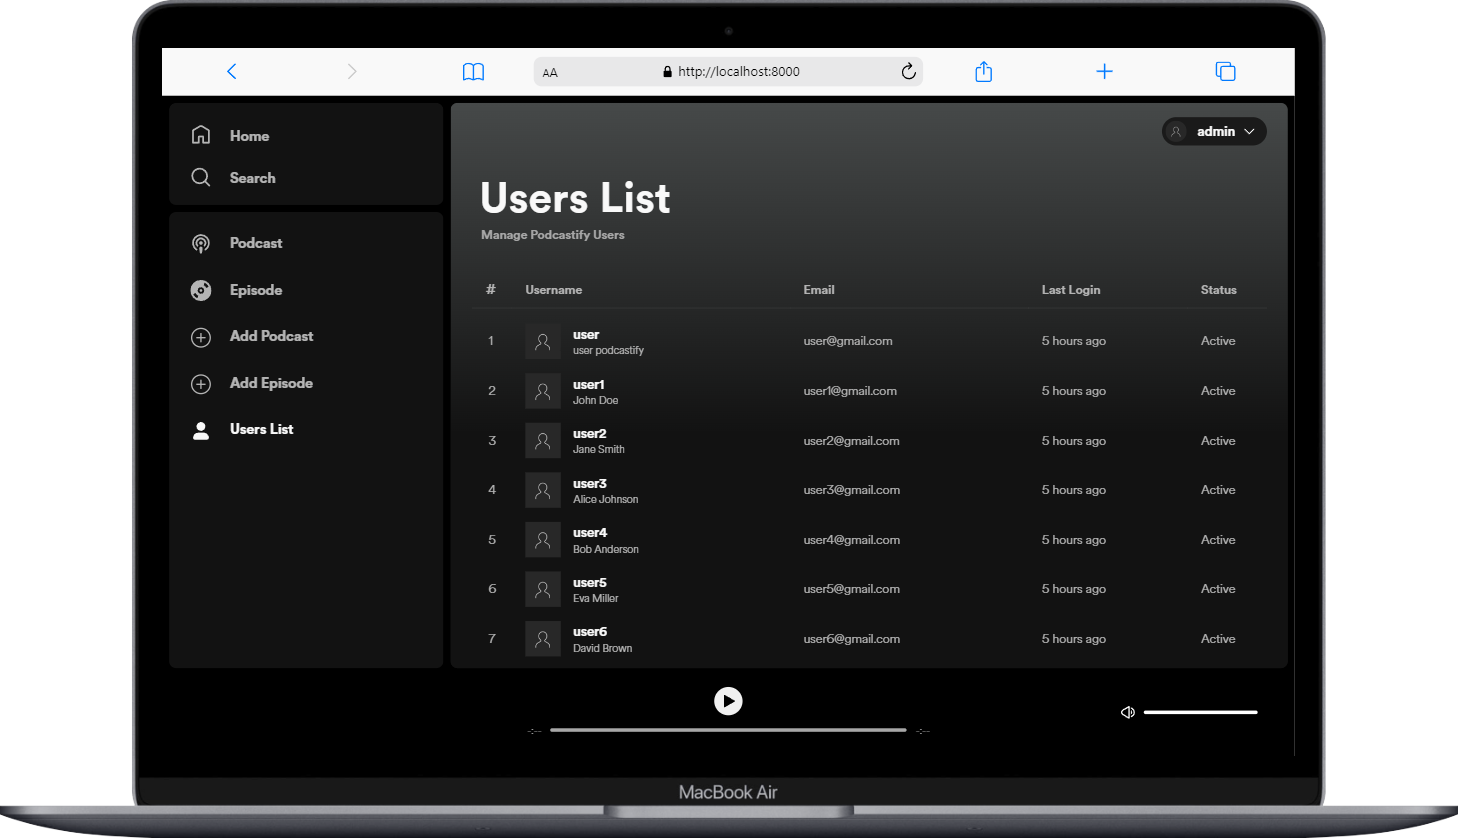 AA
http://localhost:8000
Home
Search
Podcast
Episode
Add Podcast
Add Episode
Users List
admin
Users List
Manage Podcastify Users
# Username Email Last Login Status
1 user user@gmail.com 5 hours ago Active
user podcastify
2 user1 user1@gmail.com 5 hours ago Active
John Doe
3 user2 user2@gmail.com 5 hours ago Active
Jane Smith
4 user3 user3@gmail.com 5 hours ago Active
Alice Johnson
5 user4 user4@gmail.com 5 hours ago Active
Bob Anderson
6 user5 user5@gmail.com 5 hours ago Active
Eva Miller
7 user6 user6@gmail.com 5 hours ago Active
David Brown
-:-- -:--
MacBook Air